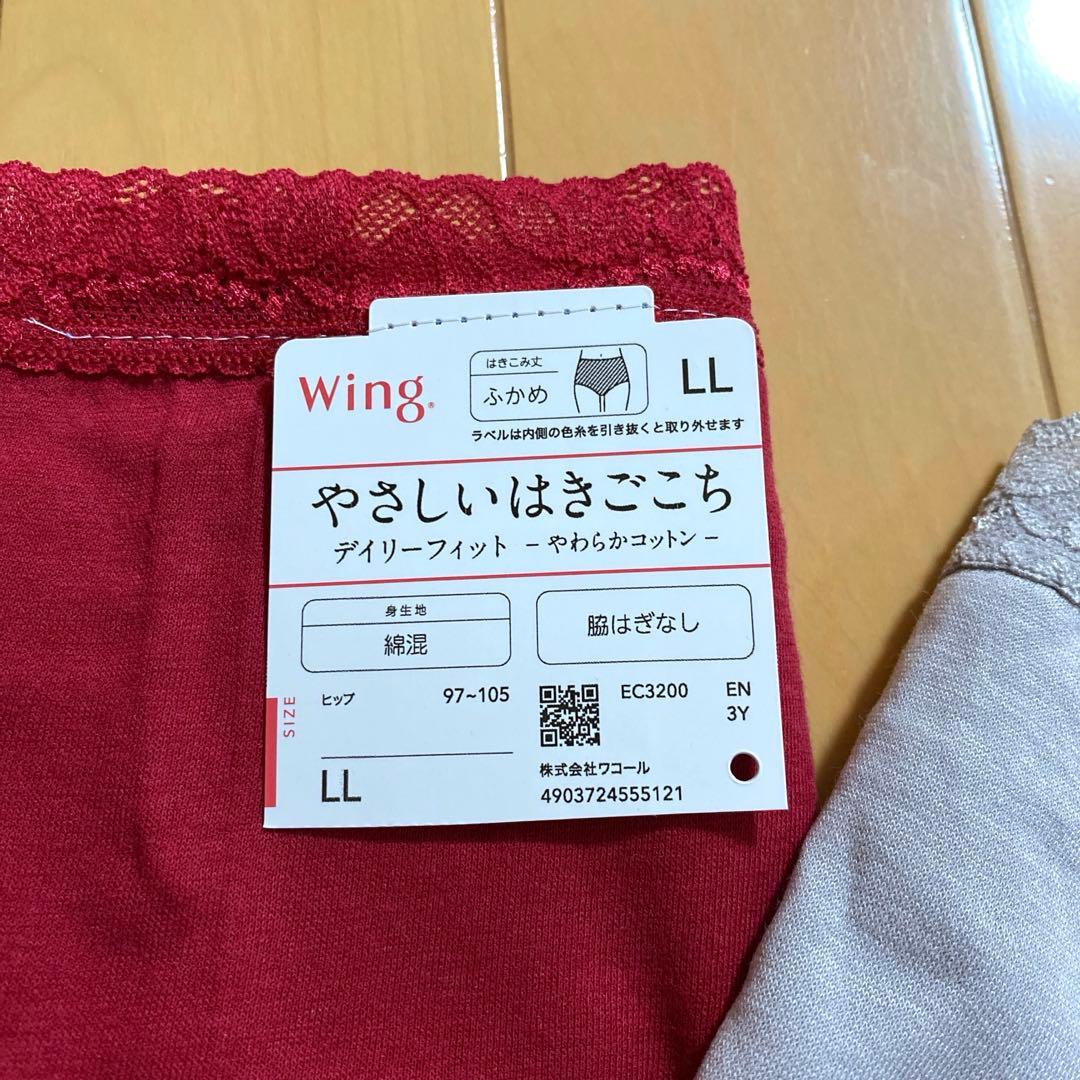 Wing®
はきこみ丈
ふかめ
LL
ラベルは内側の色糸を引き抜くと取り外せます
やさしいはきごこち
デイリーフィット －やわらかコットン－
身生地
綿混
脇はぎなし
SIZE
ヒップ 97~105
LL
EC3200 EN
3Y
株式会社ワコール
4903724555121